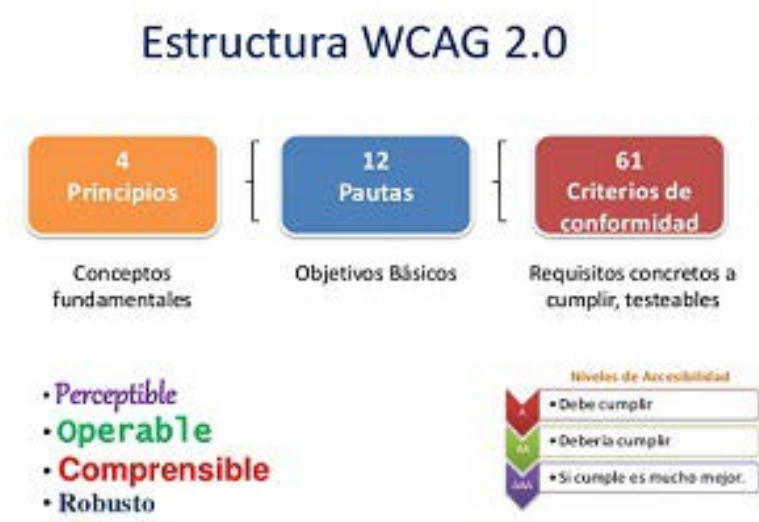 Estructura WCAG 2.0
4
Principios
12
Pautas
61
Criterios de
conformidad
Conceptos
fundamentales
Objetivos Básicos
Requisitos concretos a
cumplir, testeables
• Perceptible
• Operable
• Comprensible
• Robusto
Niveles de Accesibilidad
A
• Debe cumplir
AA
• Debería cumplir
AAA
• Si cumple es mucho mejor.